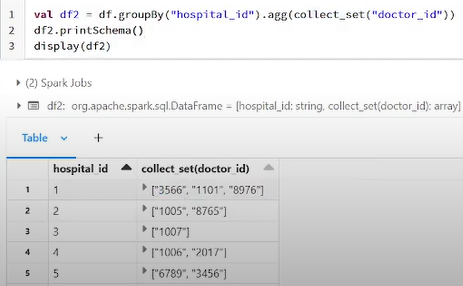 1 val df2 = df.groupBy("hospital_id").agg(collect_set("doctor_id"))
2 df2.printSchema()
3 display(df2)
(2) Spark Jobs
df2: org.apache.spark.sql.DataFrame = [hospital_id: string, collect_set(doctor_id): array]
Table +
hospital_id collect_set(doctor_id)
1 1 ["3566", "1101", "8976"]
2 2 ["1005", "8765"]
3 3 ["1007"]
4 4 ["1006", "2017"]
5 5 ["6789", "3456"]